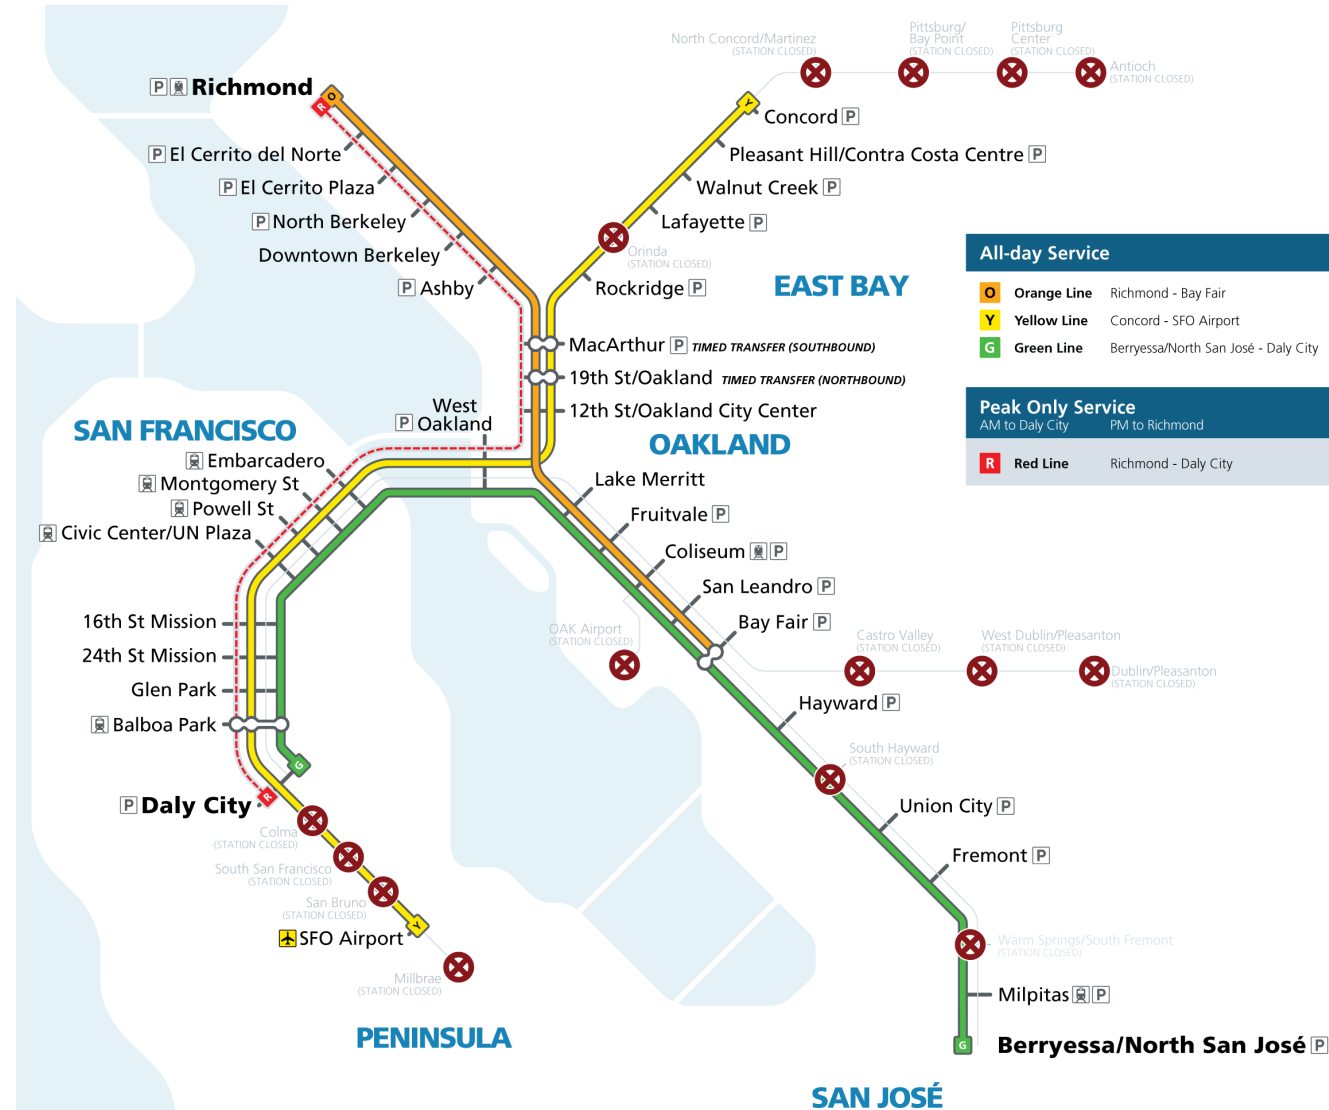 North Concord/Martinez
(STATION CLOSED)
Pittsburg/
Bay Point
(STATION CLOSED)
Pittsburg
Center
(STATION CLOSED)
Antioch
(STATION CLOSED)
P Richmond
O
R
Y
Concord P
P El Cerrito del Norte
Pleasant Hill/Contra Costa Centre P
P El Cerrito Plaza
Walnut Creek P
P North Berkeley
Lafayette P
Downtown Berkeley
Orinda
(STATION CLOSED)
P Ashby
Rockridge P
EAST BAY
All-day Service
O Orange Line Richmond - Bay Fair
Y Yellow Line Concord - SFO Airport
G Green Line Berryessa/North San José - Daly City
MacArthur P TIMED TRANSFER (SOUTHBOUND)
19th St/Oakland TIMED TRANSFER (NORTHBOUND)
12th St/Oakland City Center
Peak Only Service
AM to Daly City PM to Richmond
R Red Line Richmond - Daly City
West
P Oakland
SAN FRANCISCO
OAKLAND
Embarcadero
Montgomery St
Powell St
Civic Center/UN Plaza
Lake Merritt
Fruitvale P
Coliseum P
San Leandro P
Bay Fair P
16th St Mission
24th St Mission
Glen Park
Balboa Park
OAK Airport
(STATION CLOSED)
Castro Valley
(STATION CLOSED)
West Dublin/Pleasanton
(STATION CLOSED)
Dublin/Pleasanton
(STATION CLOSED)
Hayward P
South Hayward
(STATION CLOSED)
G
R
P Daly City
Union City P
Colma
(STATION CLOSED)
Fremont P
South San Francisco
(STATION CLOSED)
San Bruno
(STATION CLOSED)
Y
SFO Airport
Warm Springs/South Fremont
(STATION CLOSED)
Millbrae
(STATION CLOSED)
Milpitas P
PENINSULA
G
Berryessa/North San José P
SAN JOSÉ